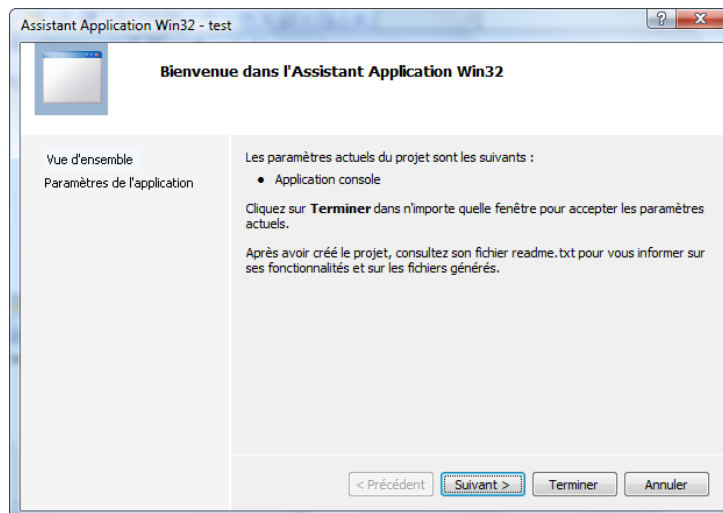 Assistant Application Win32 - test
Bienvenue dans l'Assistant Application Win32
Vue d'ensemble
Paramètres de l'application
Les paramètres actuels du projet sont les suivants :
• Application console
Cliquez sur Terminer dans n'importe quelle fenêtre pour accepter les paramètres
actuels.
Après avoir créé le projet, consultez son fichier readme.txt pour vous informer sur
ses fonctionnalités et sur les fichiers générés.
< Précédent Suivant > Terminer Annuler